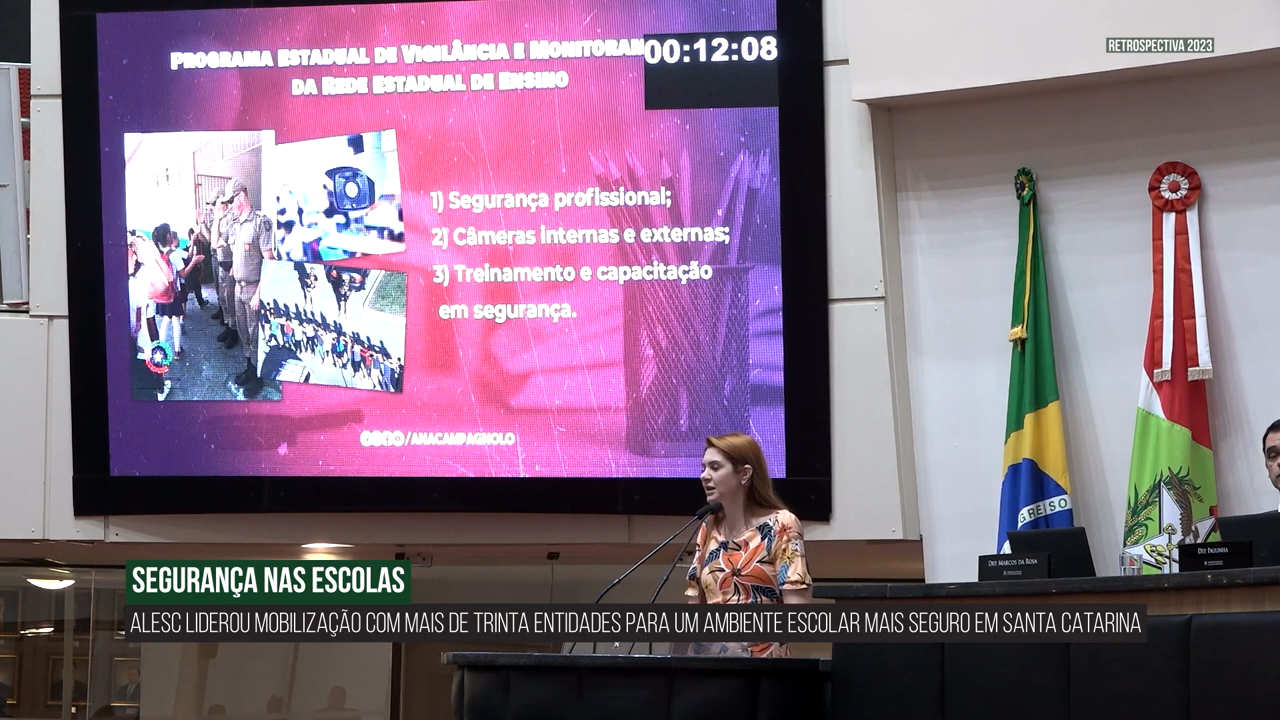 RETROSPECTIVA 2023
PROGRAMA ESTADUAL DE VIGILÂNCIA E MONITORAM
00:12:08
DA REDE ESTADUAL DE ENSINO
1) Segurança profissional;
2) Câmeras internas e externas;
3) Treinamento e capacitação
em segurança.
/ANACAMPAGNOLO
GRESSO
DEP. MARCOS DA ROSA
DEP. PAULINHA
SEGURANÇA NAS ESCOLAS
ALESC LIDEROU MOBILIZAÇÃO COM MAIS DE TRINTA ENTIDADES PARA UM AMBIENTE ESCOLAR MAIS SEGURO EM SANTA CATARINA